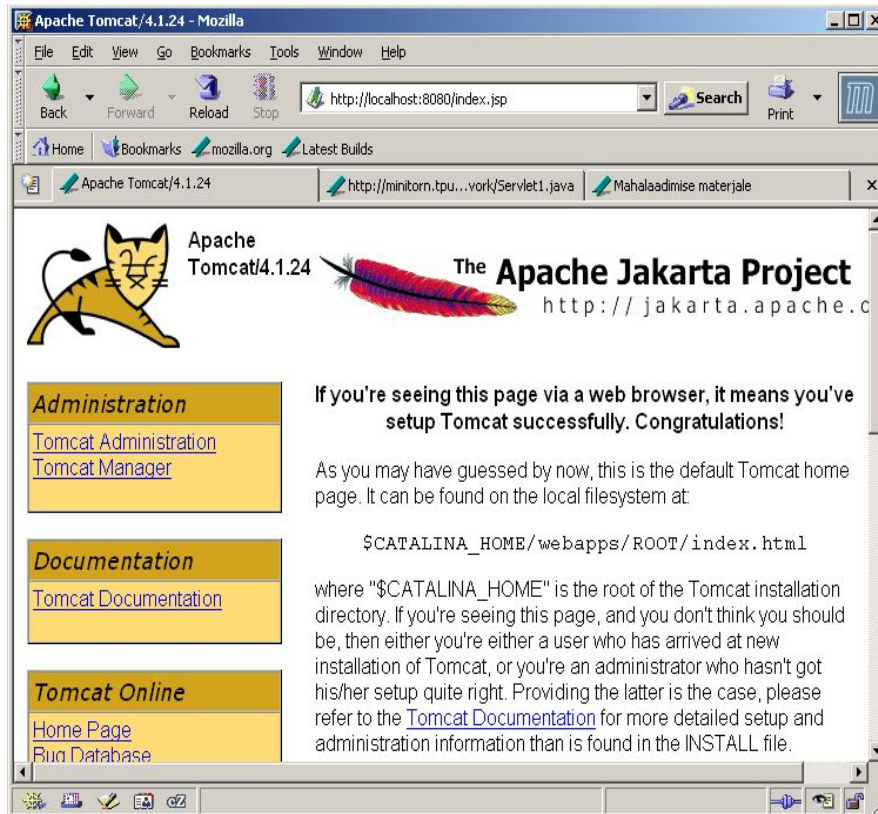 Apache Tomcat/4.1.24 - Mozilla
File Edit View Go Bookmarks Tools Window Help
Back Forward Reload Stop http://localhost:8080/index.jsp Search Print
Home Bookmarks mozilla.org Latest Builds
Apache Tomcat/4.1.24 http://minitorn.tpu...vork/Servlet1.java Mahalaadimise materjale
Apache
Tomcat/4.1.24
The Apache Jakarta Project
http://jakarta.apache.o
Administration
Tomcat Administration
Tomcat Manager
Documentation
Tomcat Documentation
Tomcat Online
Home Page
Bug Database
If you're seeing this page via a web browser, it means you've
setup Tomcat successfully. Congratulations!
As you may have guessed by now, this is the default Tomcat home
page. It can be found on the local filesystem at:
$CATALINA_HOME/webapps/ROOT/index.html
where "$CATALINA_HOME" is the root of the Tomcat installation
directory. If you're seeing this page, and you don't think you should
be, then either you're either a user who has arrived at new
installation of Tomcat, or you're an administrator who hasn't got
his/her setup quite right. Providing the latter is the case, please
refer to the Tomcat Documentation for more detailed setup and
administration information than is found in the INSTALL file.